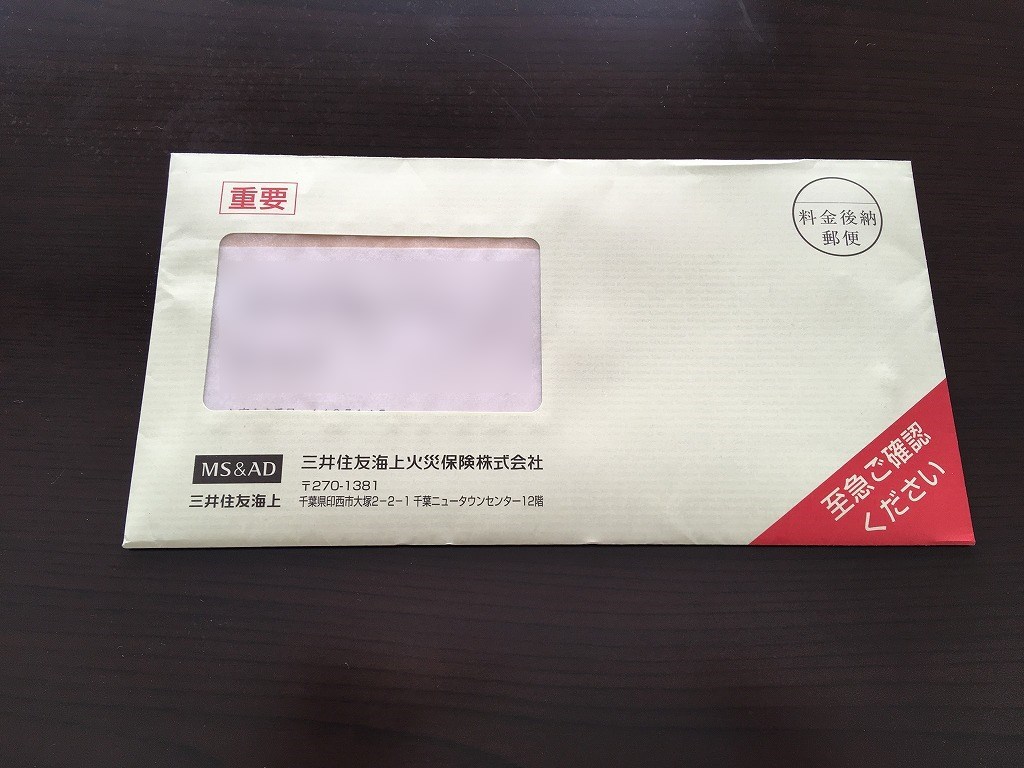 重要
料金後納
郵便
MS&AD
三井住友海上
三井住友海上火災保険株式会社
〒270-1381
千葉県印西市大塚2-2-1 千葉ニュータウンセンター12階
至急ご確認
ください